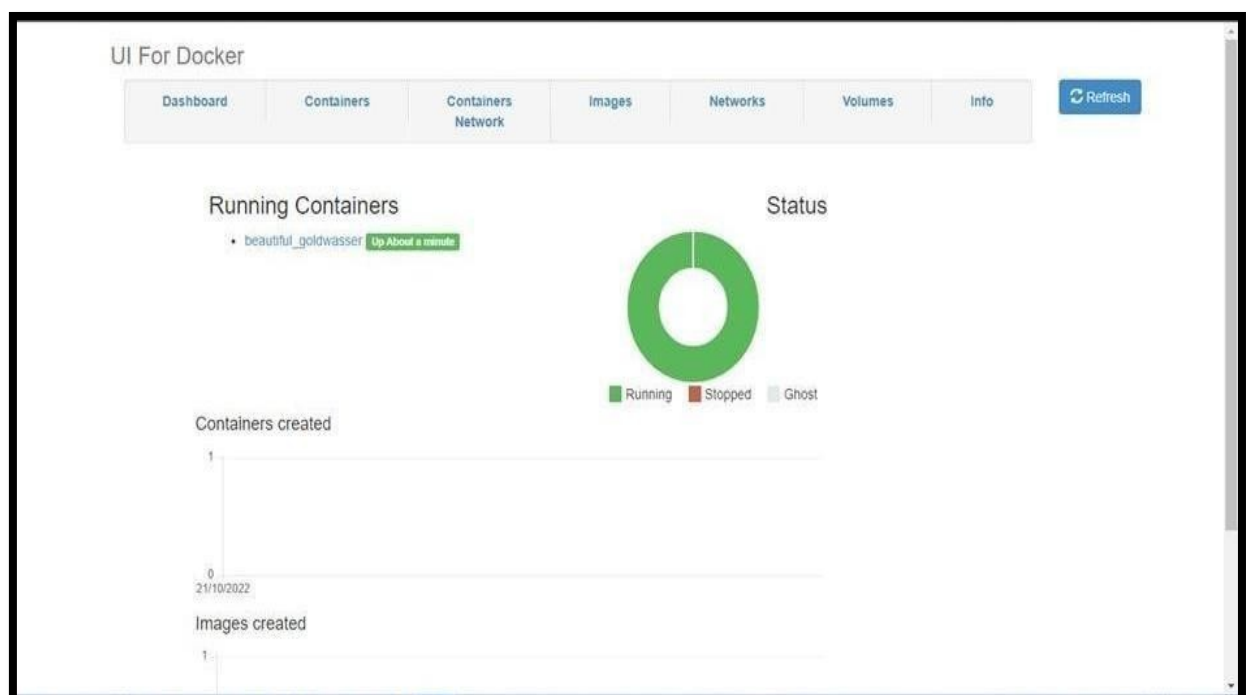 UI For Docker
Dashboard
Containers
Containers
Network
Images
Networks
Volumes
Info
Refresh
Running Containers
beautiful_goldwasser Up About a minute
Status
Running
Stopped
Ghost
Containers created
1
0
21/10/2022
Images created
1